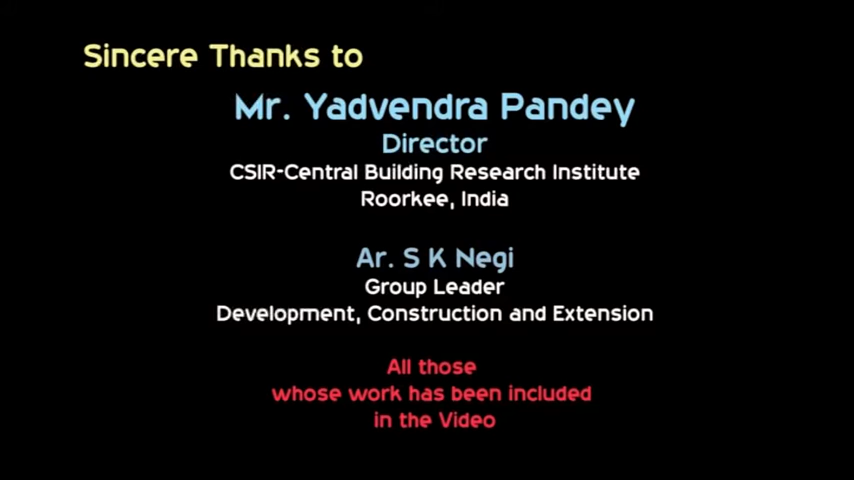 Sincere Thanks to
Mr. Yadvendra Pandey
Director
CSIR-Central Building Research Institute
Roorkee, India
Ar. S K Negi
Group Leader
Development, Construction and Extension
All those
whose work has been included
in the Video